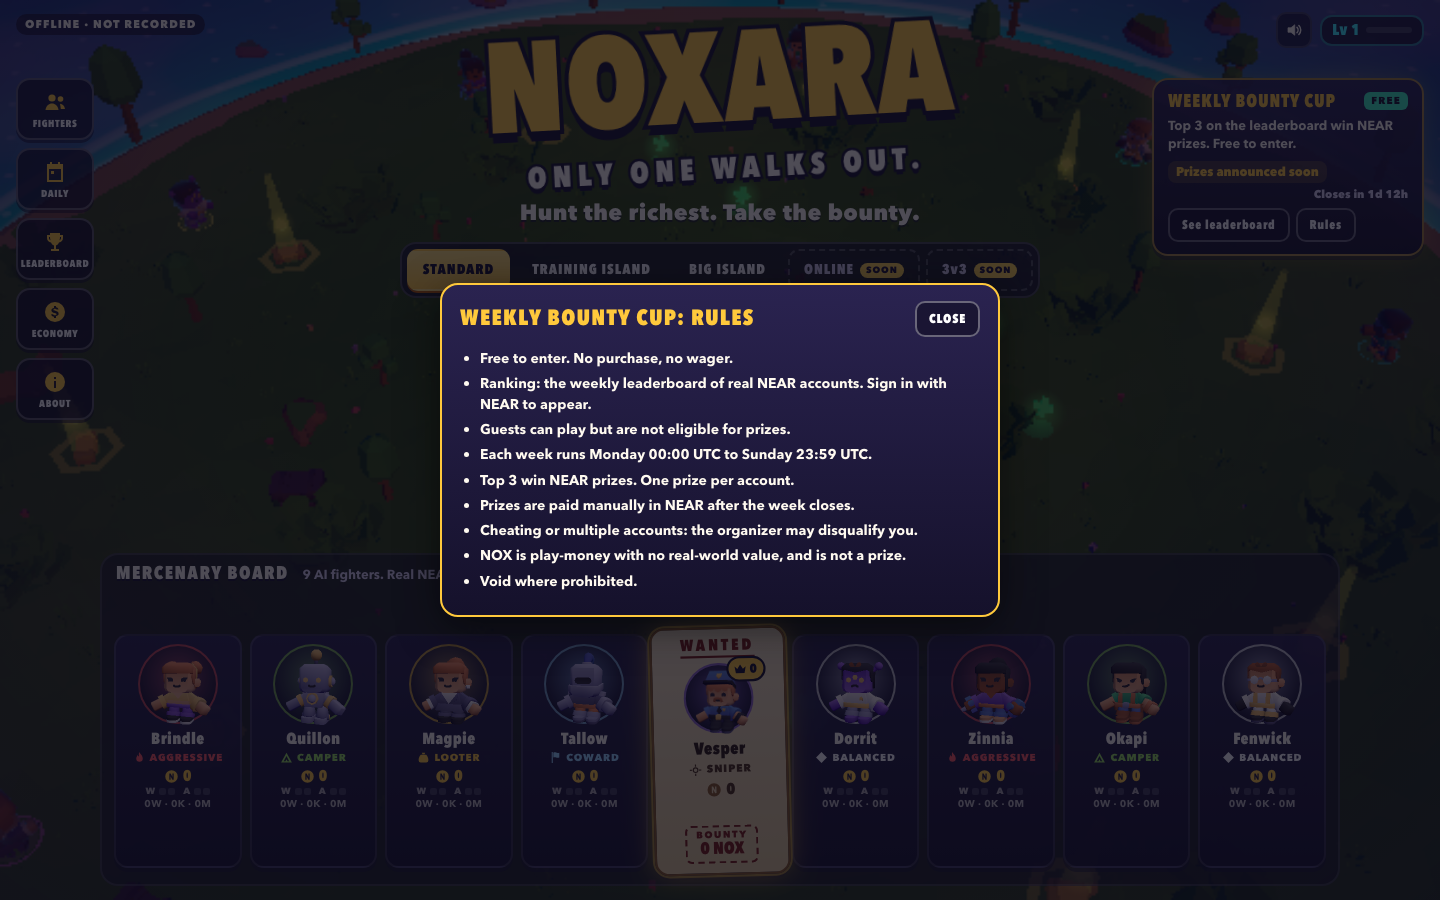 OFFLINE · NOT RECORDED
NOXARA
ONLY ONE WALKS OUT.
Hunt the richest. Take the bounty.
Lv 1
FIGHTERS
DAILY
LEADERBOARD
ECONOMY
ABOUT
WEEKLY BOUNTY CUP FREE
Top 3 on the leaderboard win NEAR
prizes. Free to enter.
Prizes announced soon
Closes in 1d 12h
See leaderboard Rules
STANDARD TRAINING ISLAND BIG ISLAND ONLINE SOON 3v3 SOON
WEEKLY BOUNTY CUP: RULES CLOSE
• Free to enter. No purchase, no wager.
• Ranking: the weekly leaderboard of real NEAR accounts. Sign in with
NEAR to appear.
• Guests can play but are not eligible for prizes.
• Each week runs Monday 00:00 UTC to Sunday 23:59 UTC.
• Top 3 win NEAR prizes. One prize per account.
• Prizes are paid manually in NEAR after the week closes.
• Cheating or multiple accounts: the organizer may disqualify you.
• NOX is play-money with no real-world value, and is not a prize.
• Void where prohibited.
MERCENARY BOARD 9 AI fighters. Real
Brindle
AGGRESSIVE
N 0
W A
0W · 0K · 0M
Quillon
CAMPER
N 0
W A
0W · 0K · 0M
Magpie
LOOTER
N 0
W A
0W · 0K · 0M
Tallow
COWARD
N 0
W A
0W · 0K · 0M
WANTED
0
Vesper
SNIPER
N 0
BOUNTY
0 NOX
Dorrit
BALANCED
N 0
W A
0W · 0K · 0M
Zinnia
AGGRESSIVE
N 0
W A
0W · 0K · 0M
Okapi
CAMPER
N 0
W A
0W · 0K · 0M
Fenwick
BALANCED
N 0
W A
0W · 0K · 0M